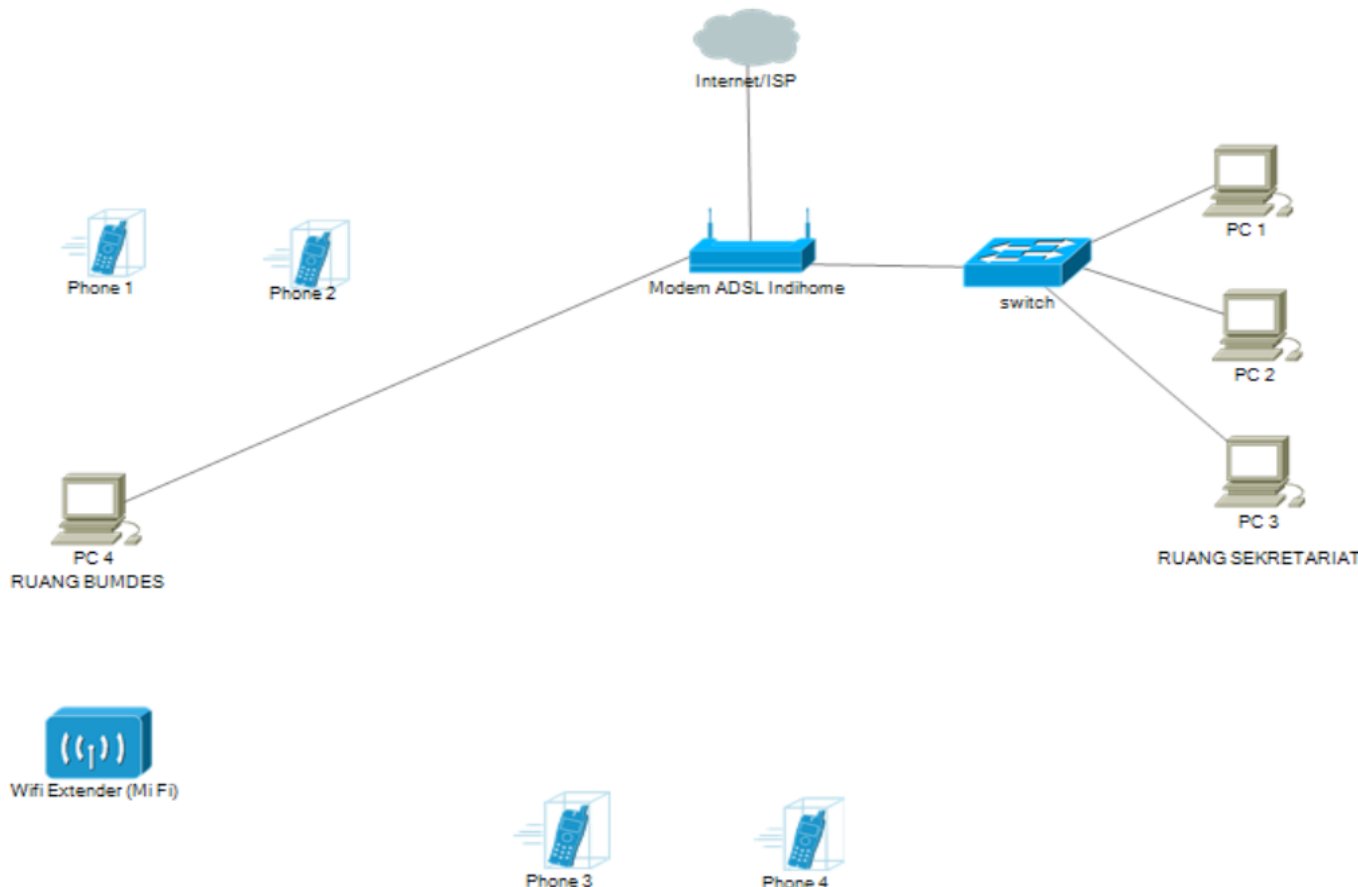 Internet/ISP
PC 1
Phone 1
Phone 2
Modem ADSL Indihome
switch
PC 2
PC 3
RUANG SEKRETARIAT
PC 4
RUANG BUMDES
Wifi Extender (Mi Fi)
Phone 3
Phone 4